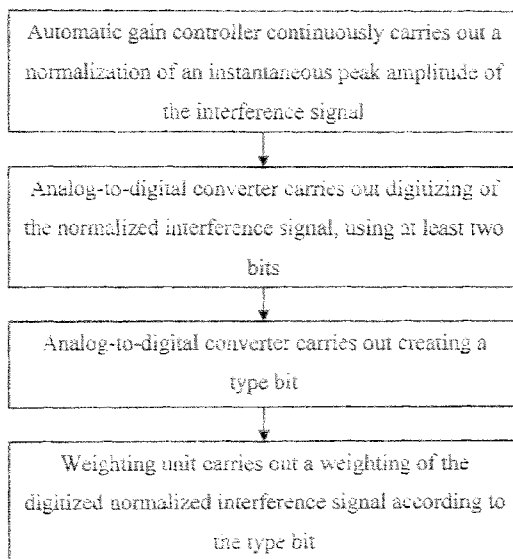 Automatic gain controller continuously carries out a
normalization of an instantaneous peak amplitude of
the interference signal
Analog-to-digital converter carries out digitizing of
the normalized interference signal, using at least two
bits
Analog-to-digital converter carries out creating a
type bit
Weighting unit carries out a weighting of the
digitized normalized interference signal according to
the type bit